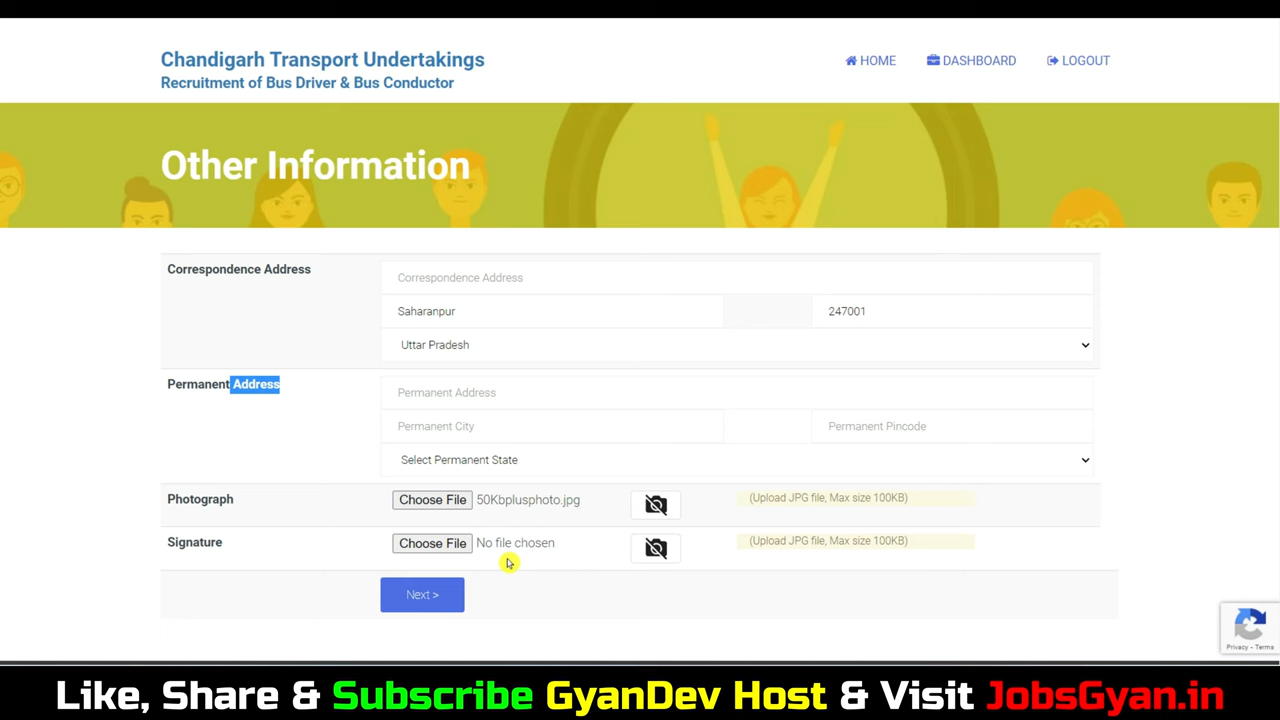 Chandigarh Transport Undertakings
Recruitment of Bus Driver & Bus Conductor
HOME DASHBOARD LOGOUT
Other Information
Correspondence Address
Correspondence Address
Saharanpur 247001
Uttar Pradesh
Permanent Address
Permanent Address
Permanent City Permanent Pincode
Select Permanent State
Photograph Choose File 50Kbplusphoto.jpg (Upload JPG file, Max size 100KB)
Signature Choose File No file chosen (Upload JPG file, Max size 100KB)
Next >
Privacy - Terms
Like, Share & Subscribe GyanDev Host & Visit JobsGyan.in